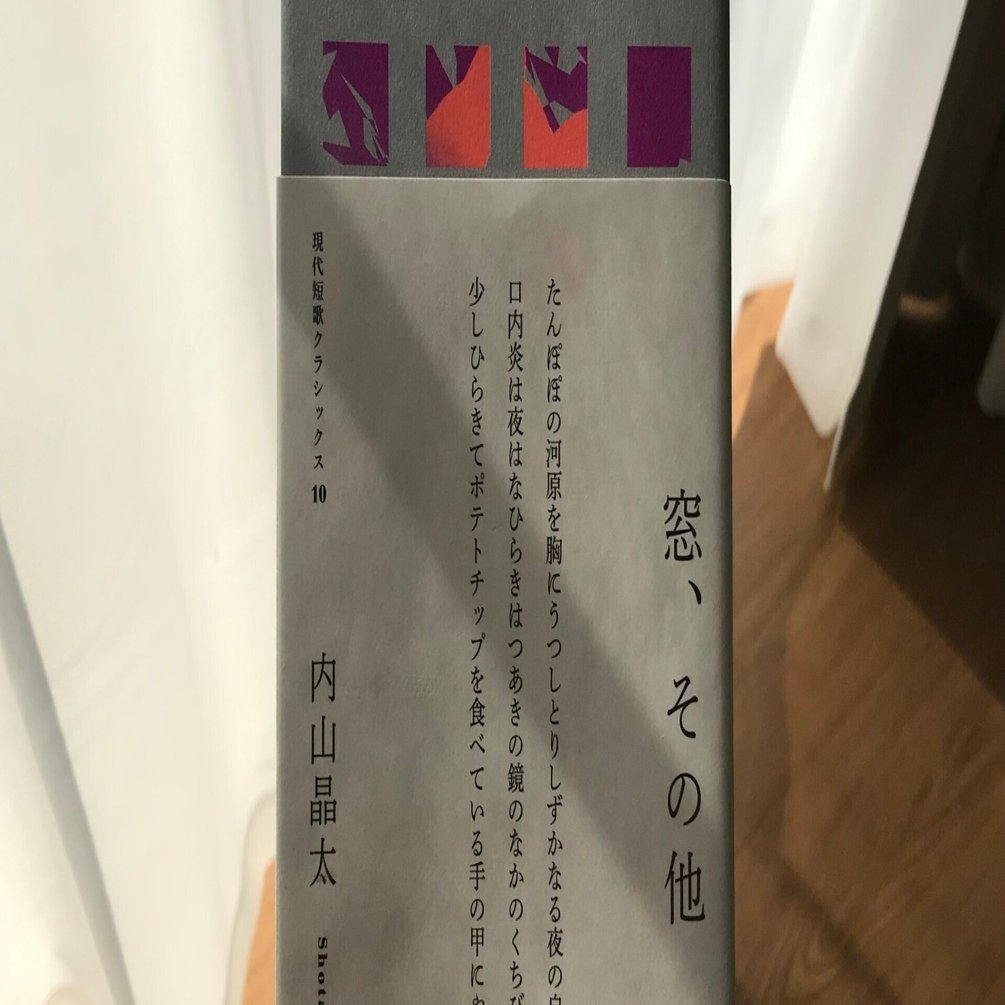 窓、その他
たんぽぽの河原を胸にうつしとりしずかなる夜の自
口内炎は夜はなひらきはつあきの鏡のなかのくちび
少しひらきてポテトチップを食べている手の甲に
現代短歌クラシックス10
内山晶太
Shot